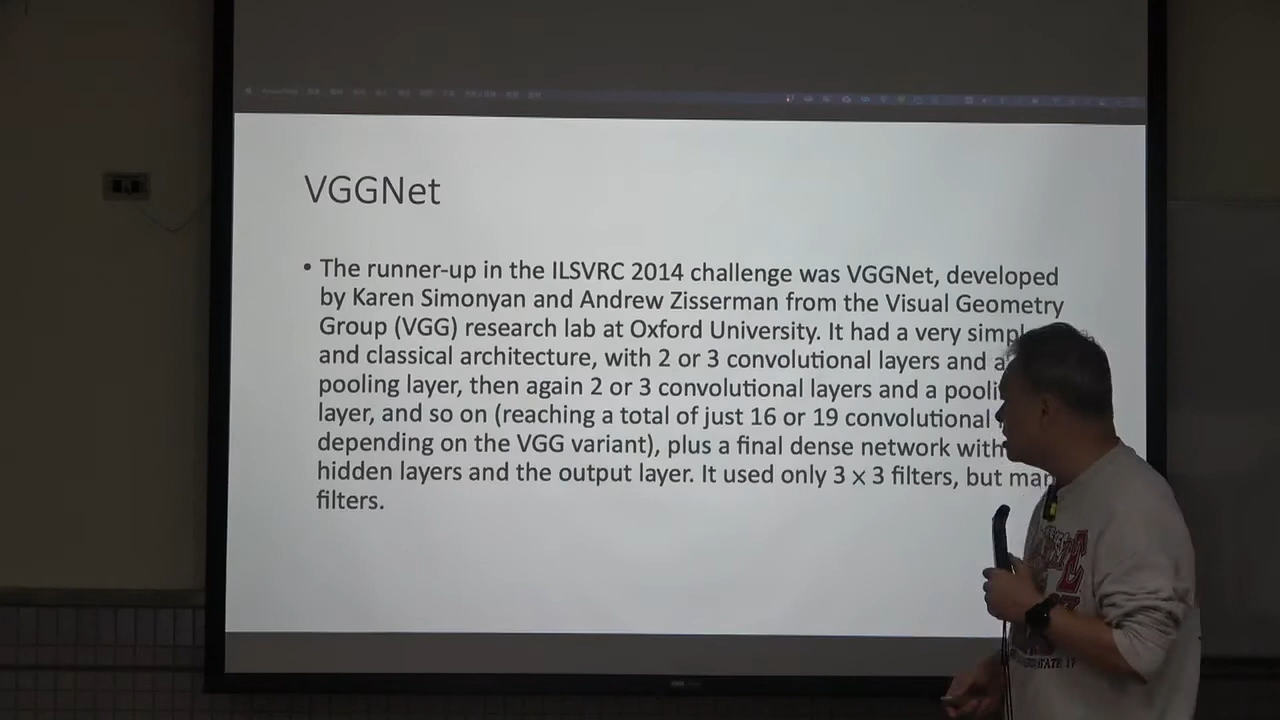 VGGNet
• The runner-up in the ILSVRC 2014 challenge was VGGNet, developed
by Karen Simonyan and Andrew Zisserman from the Visual Geometry
Group (VGG) research lab at Oxford University. It had a very
and classical architecture, with 2 or 3 convolutional layers and
pooling layer, then again 2 or 3 convolutional layers and a
layer, and so on (reaching a total of just 16 or 19 convolutional
depending on the VGG variant), plus a final dense network with
hidden layers and the output layer. It used only 3 x 3 filters, but
filters.